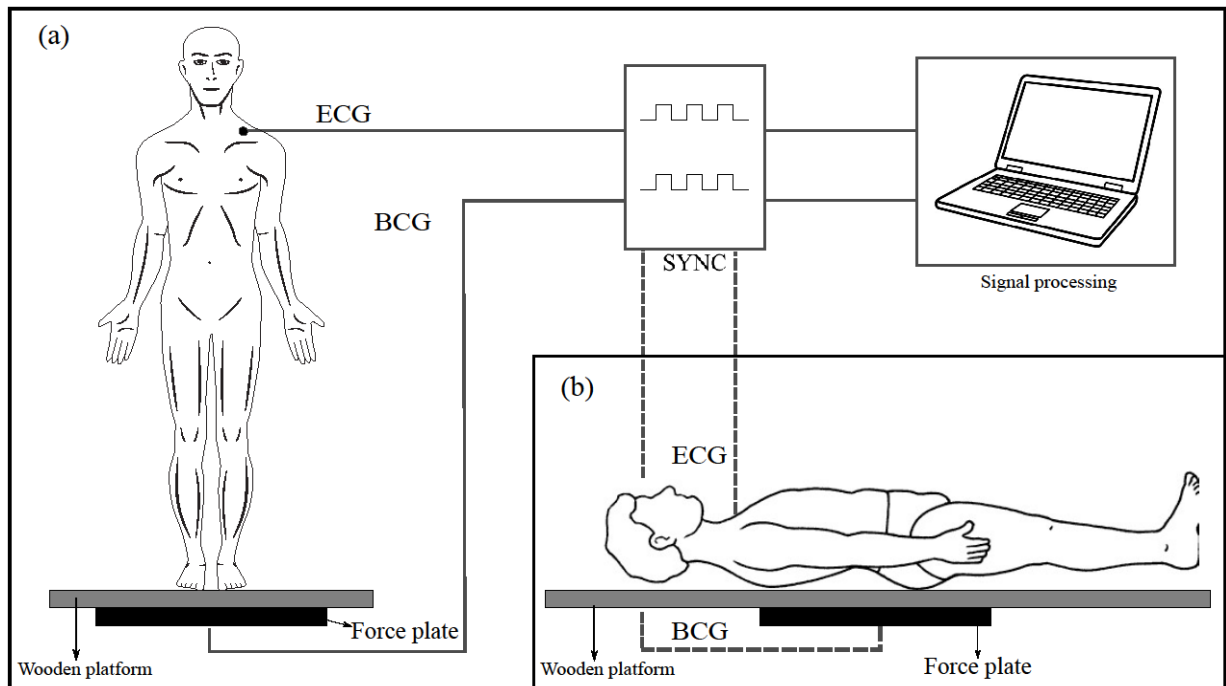 (a)
ECG
BCG
SYNC
Signal processing
Force plate
Wooden platform
(b)
ECG
BCG
Wooden platform
Force plate